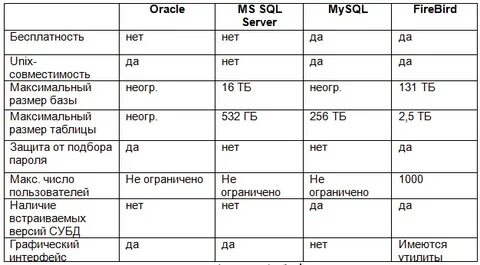 Oracle MS SQL Server MySQL FireBird
Бесплатность нет нет да да
Unix-совместимость да нет да да
Максимальный размер базы неогр. 16 ТБ неогр. 131 ТБ
Максимальный размер таблицы неогр. 532 ГБ 256 ТБ 2,5 ТБ
Защита от подбора пароля да нет нет да
Макс. число пользователей Не ограничено Не ограничено Не ограничено 1000
Наличие встраиваемых версий СУБД нет нет да да
Графический интерфейс да да нет Имеются утилиты